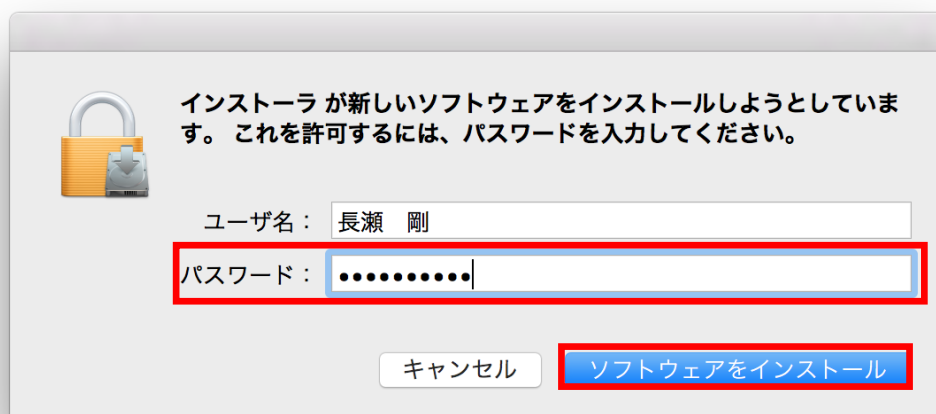 インストーラ が新しいソフトウェアをインストールしようとしていま
す。 これを許可するには、パスワードを入力してください。
ユーザ名： 長瀬　剛
パスワード： ●●●●●●●●●●
キャンセル ソフトウェアをインストール